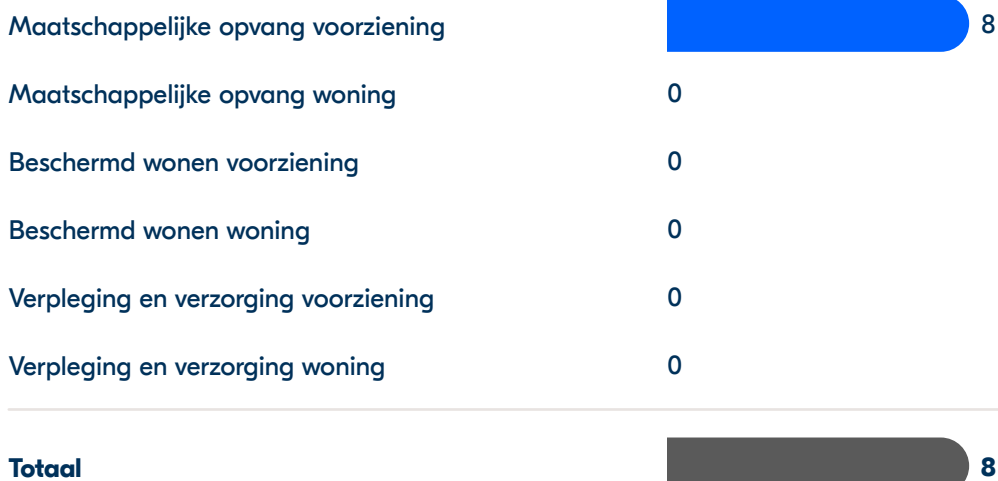 Maatschappelijke opvang voorziening 8
Maatschappelijke opvang woning 0
Beschermd wonen voorziening 0
Beschermd wonen woning 0
Verpleging en verzorging voorziening 0
Verpleging en verzorging woning 0
Totaal 8